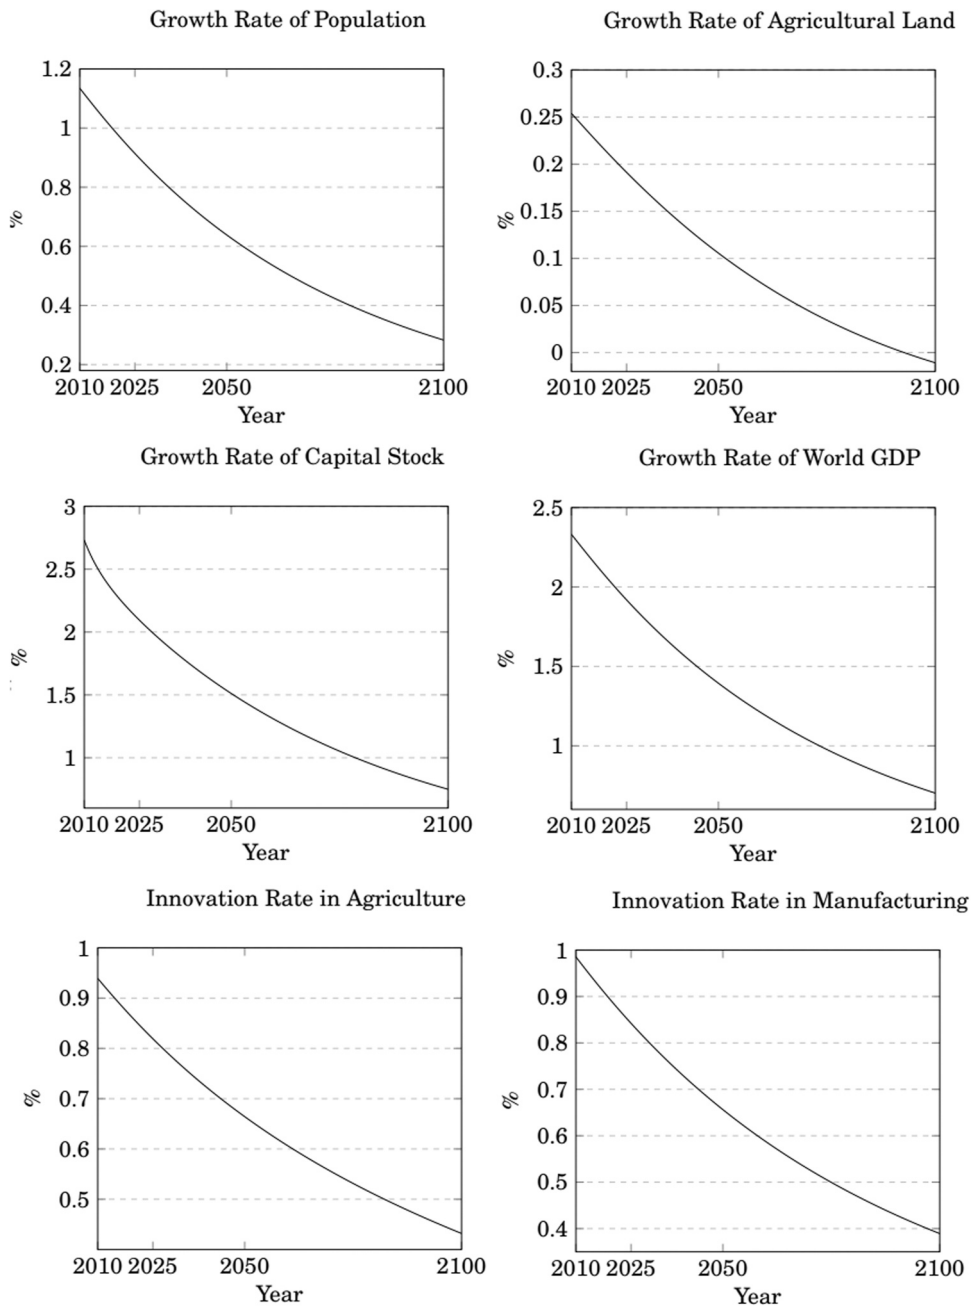 Growth Rate of Population
1.2
1
0.8
0.6
0.4
0.2
%
2010 2025 2050 2100
Year
Growth Rate of Agricultural Land
0.3
0.25
0.2
0.15
0.1
0.05
0
%
2010 2025 2050 2100
Year
Growth Rate of Capital Stock
3
2.5
2
1.5
1
%
2010 2025 2050 2100
Year
Growth Rate of World GDP
2.5
2
1.5
1
%
2010 2025 2050 2100
Year
Innovation Rate in Agriculture
1
0.9
0.8
0.7
0.6
0.5
%
2010 2025 2050 2100
Year
Innovation Rate in Manufacturing
1
0.9
0.8
0.7
0.6
0.5
0.4
%
2010 2025 2050 2100
Year